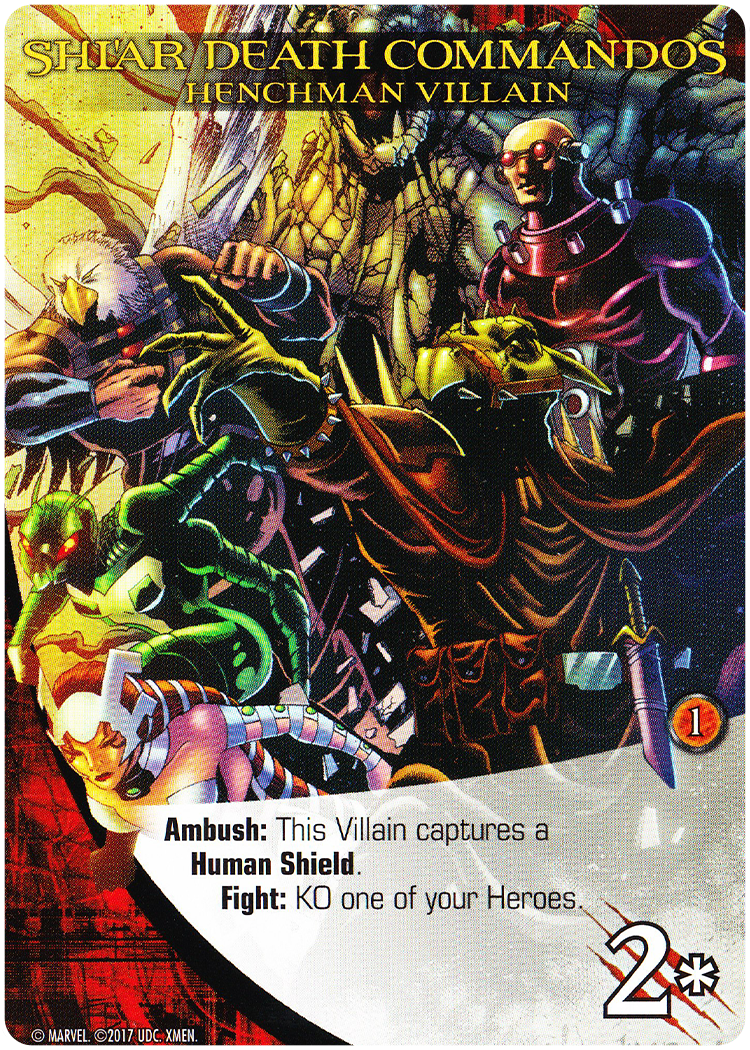 SHI'AR DEATH COMMANDOS
HENCHMAN VILLAIN
1
Ambush: This Villain captures a
Human Shield.
Fight: KO one of your Heroes.
2*
© MARVEL. ©2017 UDC. XMEN.